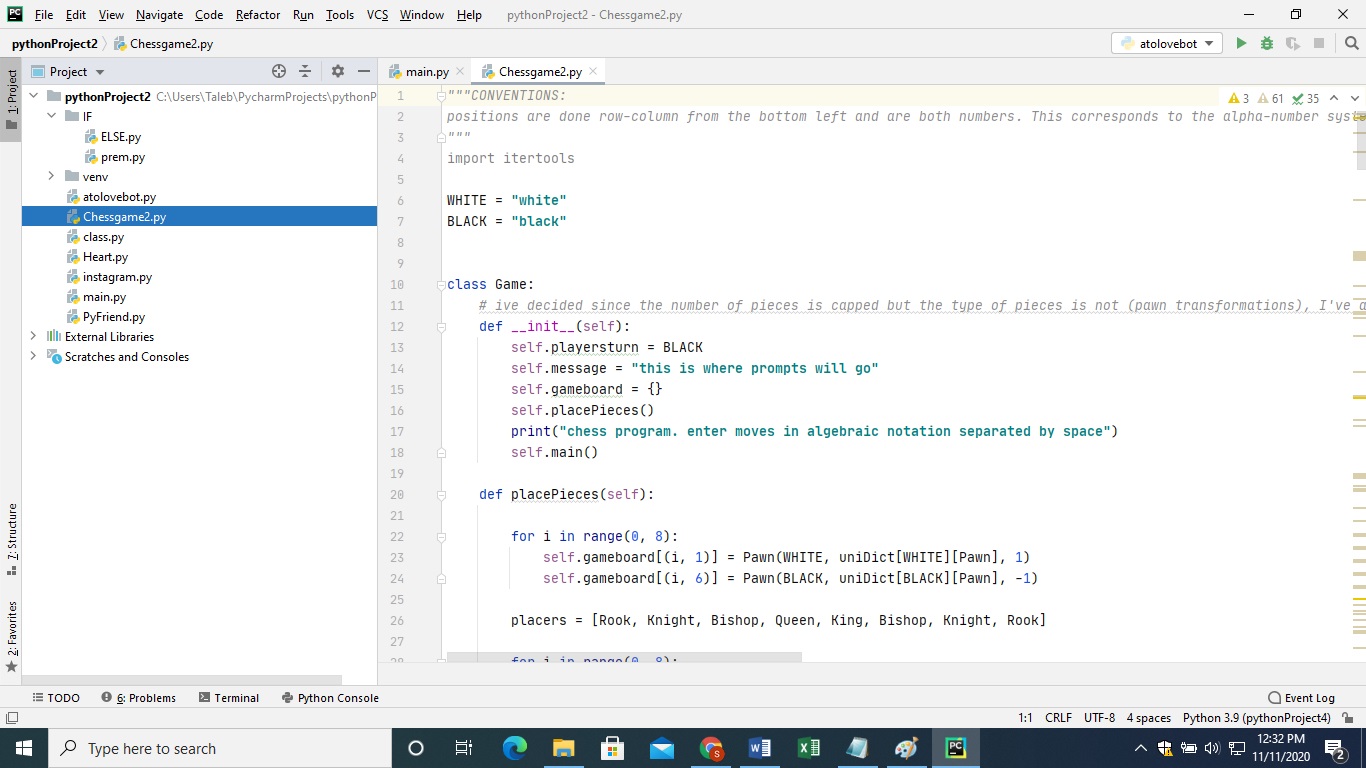 PC File Edit View Navigate Code Refactor Run Tools VCS Window Help pythonProject2 - Chessgame2.py
pythonProject2 Chessgame2.py atolovebot
Project main.py Chessgame2.py
1: Project
pythonProject2 C:\Users\Taleb\PycharmProjects\pythonP
IF
ELSE.py
prem.py
venv
atolovebot.py
Chessgame2.py
class.py
Heart.py
instagram.py
main.py
PyFriend.py
External Libraries
Scratches and Consoles
7: Structure
2: Favorites
3 61 35
1 """CONVENTIONS:
2 positions are done row-column from the bottom left and are both numbers. This corresponds to the alpha-number syste
3 """
4 import itertools
5
6 WHITE = "white"
7 BLACK = "black"
8
9
10 class Game:
11 # ive decided since the number of pieces is capped but the type of pieces is not (pawn transformations), I've a
12 def __init__(self):
13 self.playersturn = BLACK
14 self.message = "this is where prompts will go"
15 self.gameboard = {}
16 self.placePieces()
17 print("chess program. enter moves in algebraic notation separated by space")
18 self.main()
19
20 def placePieces(self):
21
22 for i in range(0, 8):
23 self.gameboard[(i, 1)] = Pawn(WHITE, uniDict[WHITE][Pawn], 1)
24 self.gameboard[(i, 6)] = Pawn(BLACK, uniDict[BLACK][Pawn], -1)
25
26 placers = [Rook, Knight, Bishop, Queen, King, Bishop, Knight, Rook]
27
28 for i in range(0, 8):
TODO 6: Problems Terminal Python Console Event Log
1:1 CRLF UTF-8 4 spaces Python 3.9 (pythonProject4)
Type here to search
S
PC
12:32 PM
11/11/2020
2